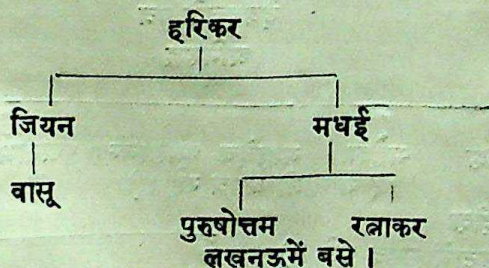 हरिकर
जियन मधई
वासू
पुरुषोत्तम रत्नाकर
लखनऊमें बसे ।